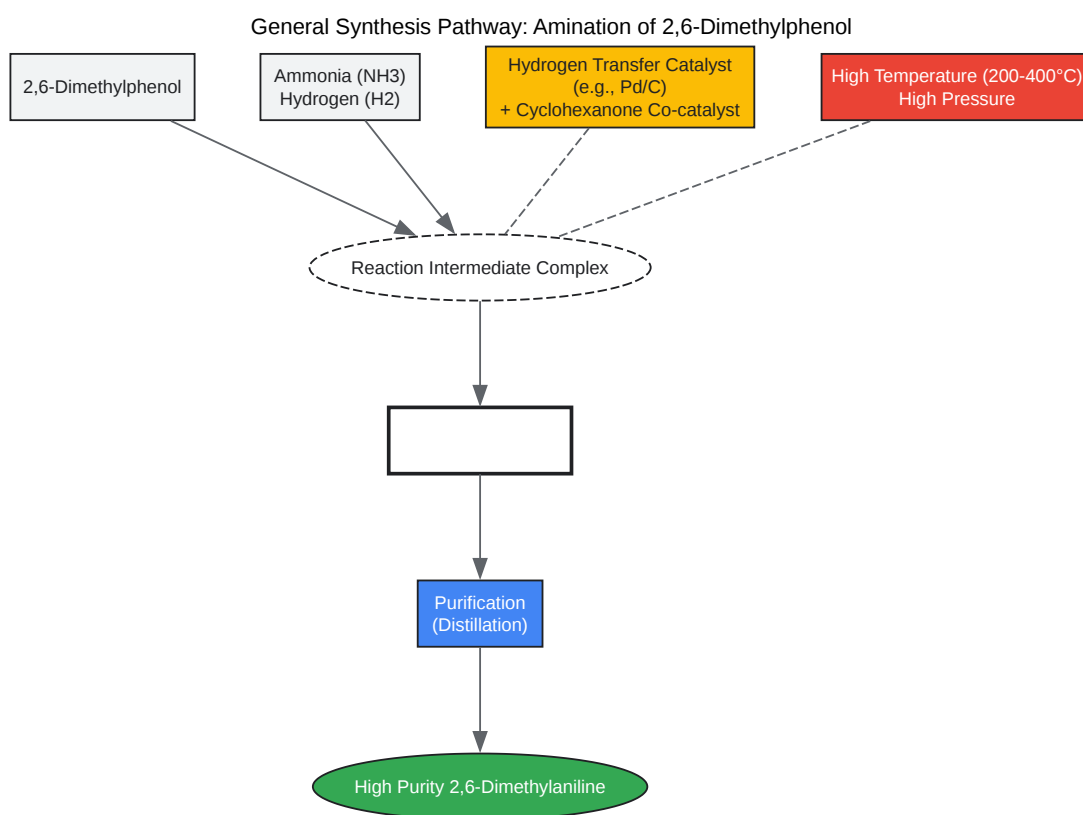 General Synthesis Pathway: Amination of 2,6-Dimethylphenol
2,6-Dimethylphenol
Ammonia (NH3)
Hydrogen (H2)
Hydrogen Transfer Catalyst
(e.g., Pd/C)
+ Cyclohexanone Co-catalyst
High Temperature (200-400°C)
High Pressure
Reaction Intermediate Complex
Purification
(Distillation)
High Purity 2,6-Dimethylaniline